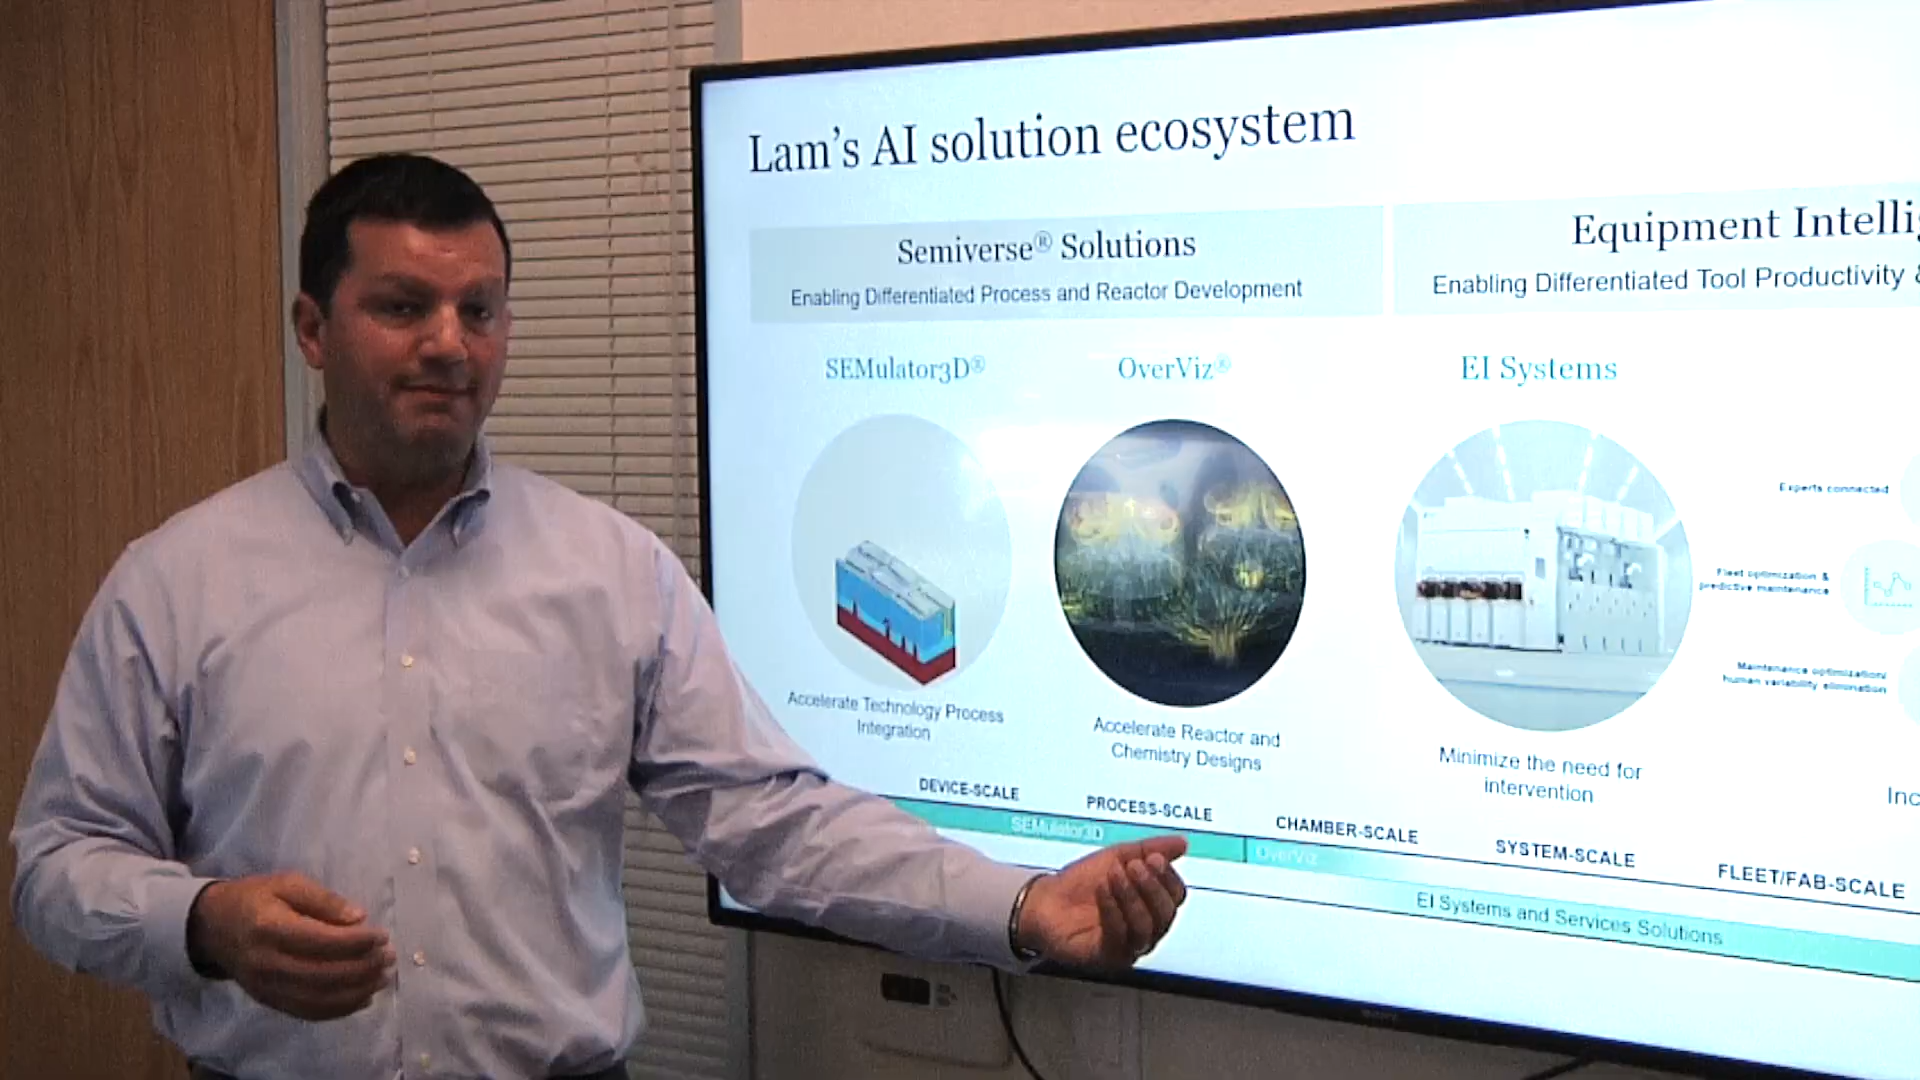 Lam's AI solution ecosystem
Semiverse® Solutions
Enabling Differentiated Process and Reactor Development
Equipment Intellig
Enabling Differentiated Tool Productivity &
SEMulator3D®
OverViz®
EI Systems
Experts connected
Fleet optimization &
predictive maintenance
Maintenance optimization/
human variability elimination
Accelerate Technology Process
Integration
Accelerate Reactor and
Chemistry Designs
Minimize the need for
intervention
Inc
DEVICE-SCALE
PROCESS-SCALE
CHAMBER-SCALE
SYSTEM-SCALE
FLEET/FAB-SCALE
SEMulator3D
OverViz
EI Systems and Services Solutions